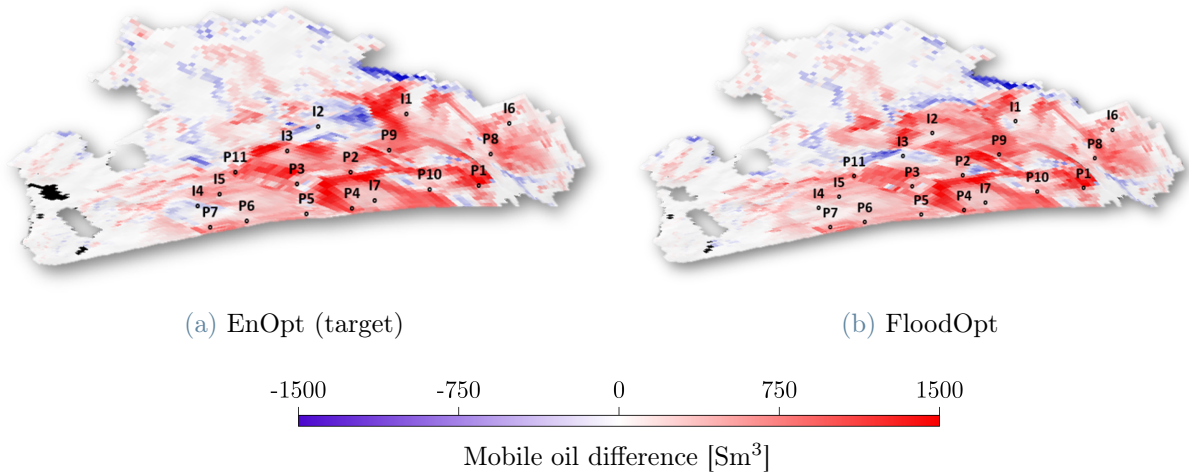 I1
I2
I6
I3
P9
P8
P11
P2
P3
P1
I5
I4
I7
P10
P4
P5
P7
P6
I1
I2
I6
P9
I3
P8
P11
P2
P3
P1
I5
I4
I7
P10
P4
P5
P7
P6
(a) EnOpt (target)
(b) FloodOpt
-1500 -750 0 750 1500
Mobile oil difference [Sm³]